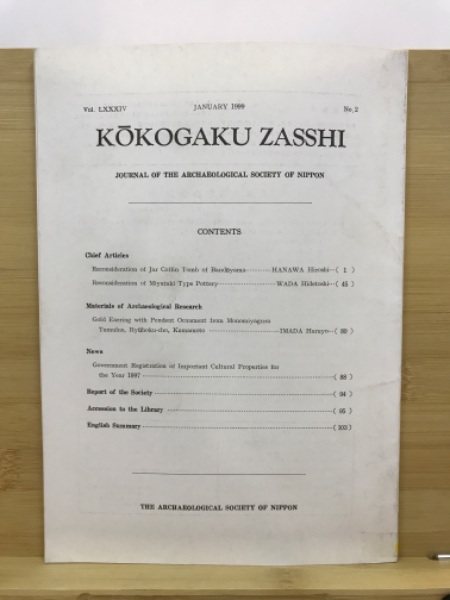 Vol. LXXXIV JANUARY 1999 No. 2
KŌKOGAKU ZASSHI
JOURNAL OF THE ARCHAEOLOGICAL SOCIETY OF NIPPON
CONTENTS
Chief Articles
Reconsideration of Jar Coffin Tomb of HANAWA Hiroshi ( 1 )
Reconsideration of Miyataki Type Pottery WADA Hidetoshi ( 45 )
Materials of Archaeological Research
Gold Earring with Pendent Ornament from Monomiyagura
Tumulus, Ryūhoku-cho, Kumamoto IMADA ( 80 )
News
Government Registration of Important Cultural Properties for
the Year 1997 ( 88 )
Report of the Society ( 94 )
Accession to the Library ( 95 )
English Summary ( 103 )
THE ARCHAEOLOGICAL SOCIETY OF NIPPON